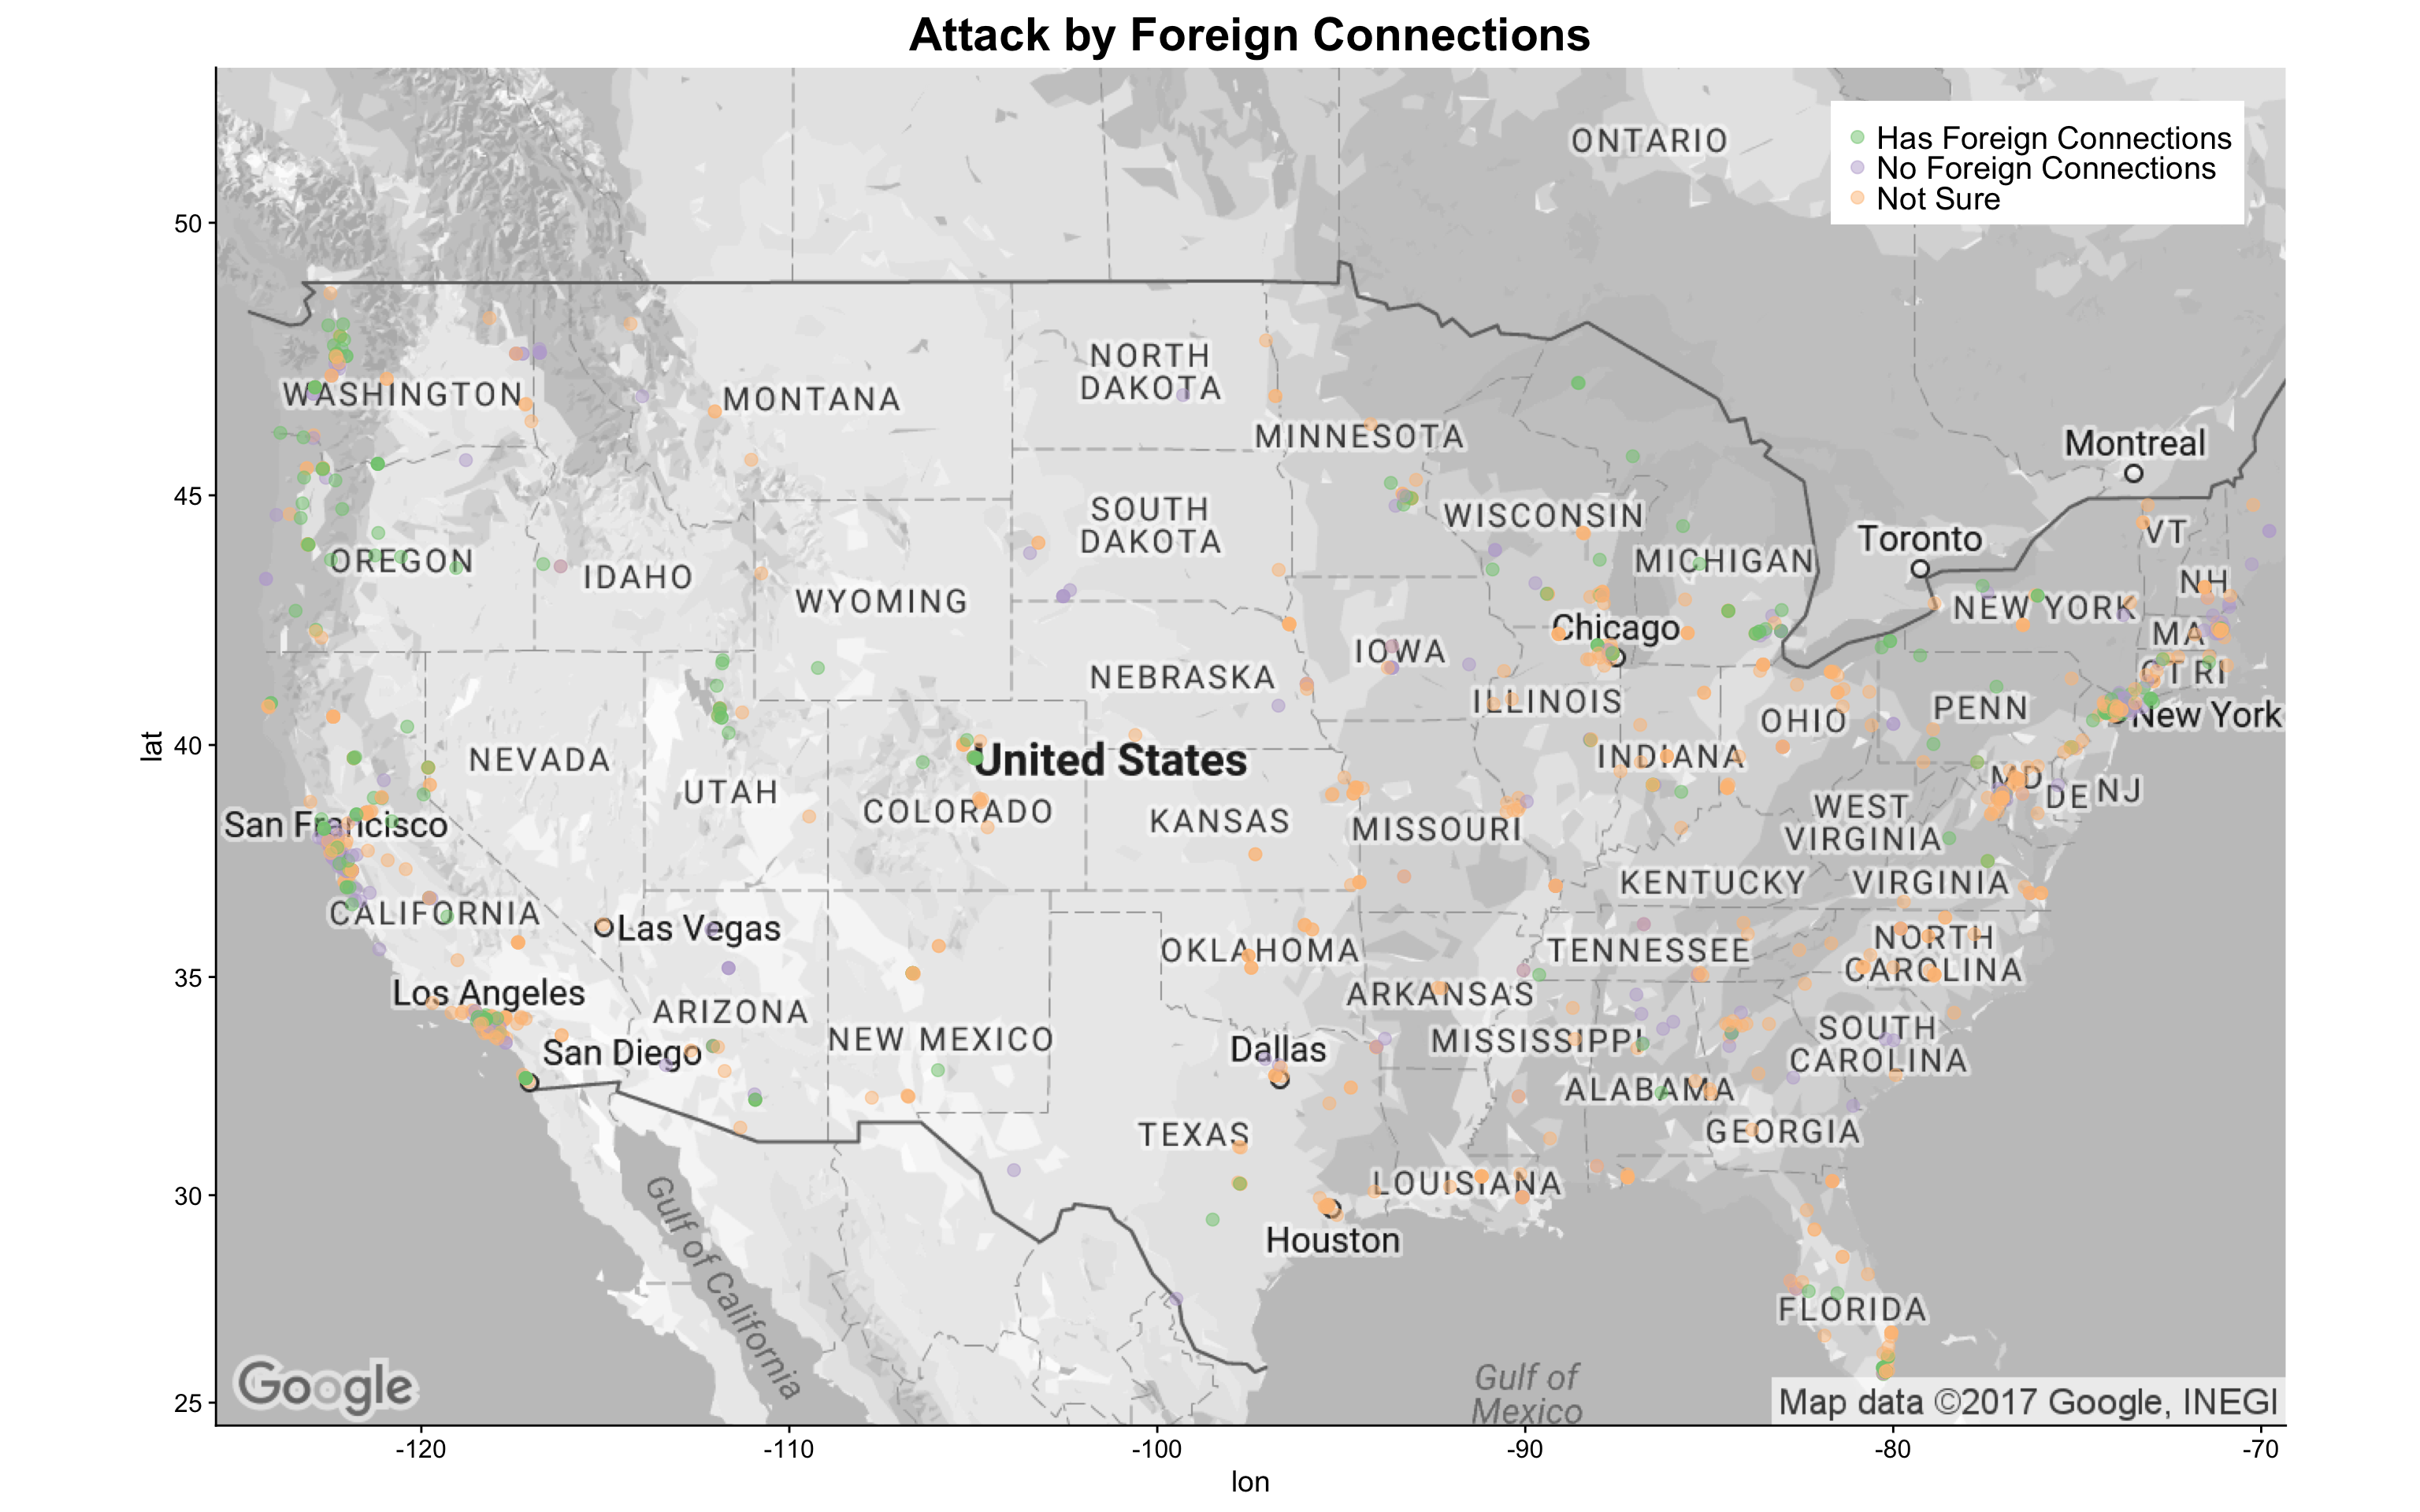 Attack by Foreign Connections
ONTARIO
Has Foreign Connections
No Foreign Connections
Not Sure
50
45
40
35
30
25
lat
-120
-110
-100
-90
-80
-70
lon
WASHINGTON
MONTANA
NORTH
DAKOTA
MINNESOTA
Montreal
OREGON
IDAHO
WYOMING
SOUTH
DAKOTA
WISCONSIN
MICHIGAN
Toronto
VT
NH
NEW YORK
MA
CT RI
NEBRASKA
IOWA
Chicago
ILLINOIS
INDIANA
OHIO
PENN
New York
NEVADA
UTAH
United States
COLORADO
KANSAS
MISSOURI
WEST
VIRGINIA
MD
DE
NJ
San Francisco
CALIFORNIA
Las Vegas
KENTUCKY
VIRGINIA
Los Angeles
ARIZONA
NEW MEXICO
OKLAHOMA
ARKANSAS
TENNESSEE
NORTH
CAROLINA
San Diego
Dallas
MISSISSIPPI
ALABAMA
SOUTH
CAROLINA
GEORGIA
TEXAS
LOUISIANA
Houston
FLORIDA
Gulf of California
Gulf of
Mexico
Google
Map data ©2017 Google, INEGI